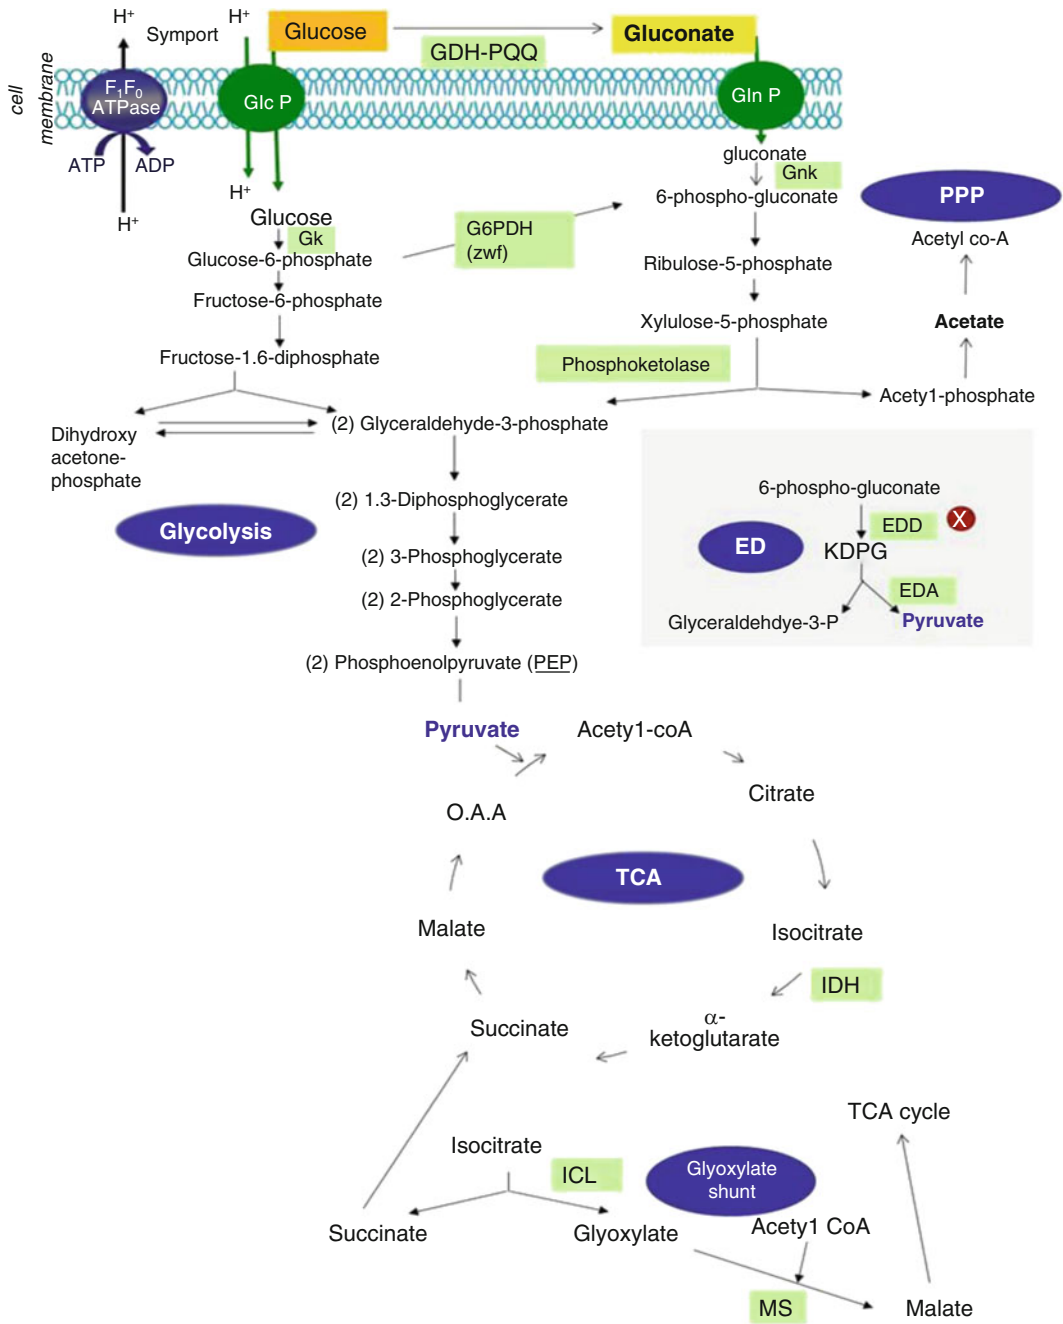 H⁺
Symport
H⁺
Glucose
GDH-PQQ
Gluconate
cell
membrane
F₁F₀
ATPase
Glc P
Gln P
ATP
ADP
H⁺
H⁺
gluconate
Gnk
6-phospho-gluconate
PPP
Glucose
Gk
Glucose-6-phosphate
G6PDH
(zwf)
Acetyl co-A
Ribulose-5-phosphate
Fructose-6-phosphate
Xylulose-5-phosphate
Acetate
Fructose-1.6-diphosphate
Phosphoketolase
Acety1-phosphate
Dihydroxy
acetone-
phosphate
(2) Glyceraldehyde-3-phosphate
(2) 1.3-Diphosphoglycerate
Glycolysis
(2) 3-Phosphoglycerate
(2) 2-Phosphoglycerate
(2) Phosphoenolpyruvate (PEP)
6-phospho-gluconate
EDD
X
ED
KDPG
EDA
Glyceraldehdye-3-P
Pyruvate
Pyruvate
Acety1-coA
Citrate
O.A.A
TCA
Malate
Isocitrate
IDH
α-
ketoglutarate
Succinate
TCA cycle
Isocitrate
ICL
Glyoxylate
shunt
Succinate
Glyoxylate
Acety1 CoA
MS
Malate